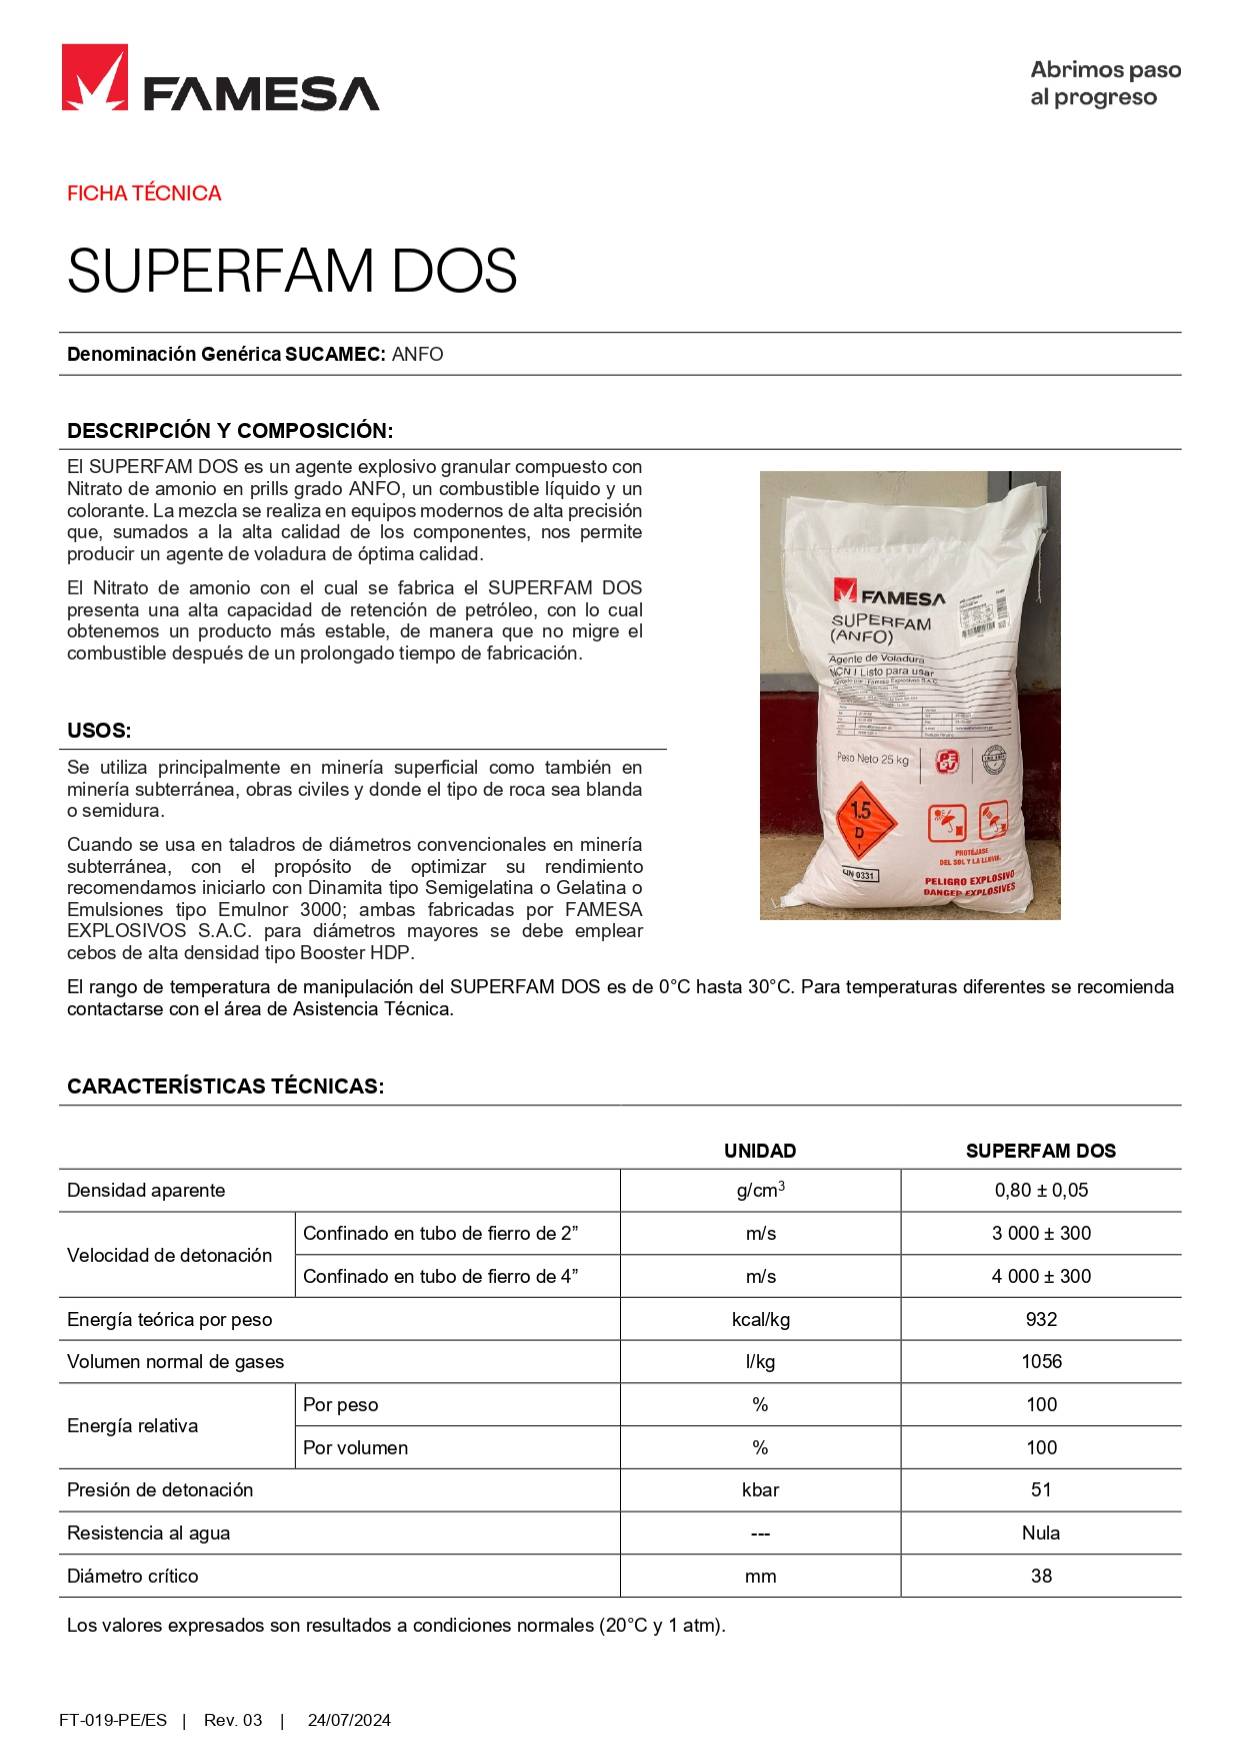 FAMESA
Abrimos paso
al progreso
FICHA TÉCNICA
SUPERFAM DOS
Denominación Genérica SUCAMEC: ANFO
DESCRIPCIÓN Y COMPOSICIÓN:
El SUPERFAM DOS es un agente explosivo granular compuesto con
Nitrato de amonio en prills grado ANFO, un combustible líquido y un
colorante. La mezcla se realiza en equipos modernos de alta precisión
que, sumados a la alta calidad de los componentes, nos permite
producir un agente de voladura de óptima calidad.
El Nitrato de amonio con el cual se fabrica el SUPERFAM DOS
presenta una alta capacidad de retención de petróleo, con lo cual
obtenemos un producto más estable, de manera que no migre el
combustible después de un prolongado tiempo de fabricación.
FAMESA
SUPERFAM
(ANFO)
Agente de Voladura
NCN / Listo para usar
Peso Neto 25 kg
PERU
1.5
D
1
UN 0331
PROTÉJASE
DEL SOL Y LA LLUVIA.
PELIGRO EXPLOSIVO
DANGER EXPLOSIVES
USOS:
Se utiliza principalmente en minería superficial como también en
minería subterránea, obras civiles y donde el tipo de roca sea blanda
o semidura.
Cuando se usa en taladros de diámetros convencionales en minería
subterránea, con el propósito de optimizar su rendimiento
recomendamos iniciarlo con Dinamita tipo Semigelatina o Gelatina o
Emulsiones tipo Emulnor 3000; ambas fabricadas por FAMESA
EXPLOSIVOS S.A.C. para diámetros mayores se debe emplear
cebos de alta densidad tipo Booster HDP.
El rango de temperatura de manipulación del SUPERFAM DOS es de 0°C hasta 30°C. Para temperaturas diferentes se recomienda
contactarse con el área de Asistencia Técnica.
CARACTERÍSTICAS TÉCNICAS:
UNIDAD SUPERFAM DOS
Densidad aparente g/cm³ 0,80 ± 0,05
Velocidad de detonación
Confinado en tubo de fierro de 2” m/s 3 000 ± 300
Confinado en tubo de fierro de 4” m/s 4 000 ± 300
Energía teórica por peso kcal/kg 932
Volumen normal de gases l/kg 1056
Energía relativa
Por peso % 100
Por volumen % 100
Presión de detonación kbar 51
Resistencia al agua --- Nula
Diámetro crítico mm 38
Los valores expresados son resultados a condiciones normales (20°C y 1 atm).
FT-019-PE/ES | Rev. 03 | 24/07/2024